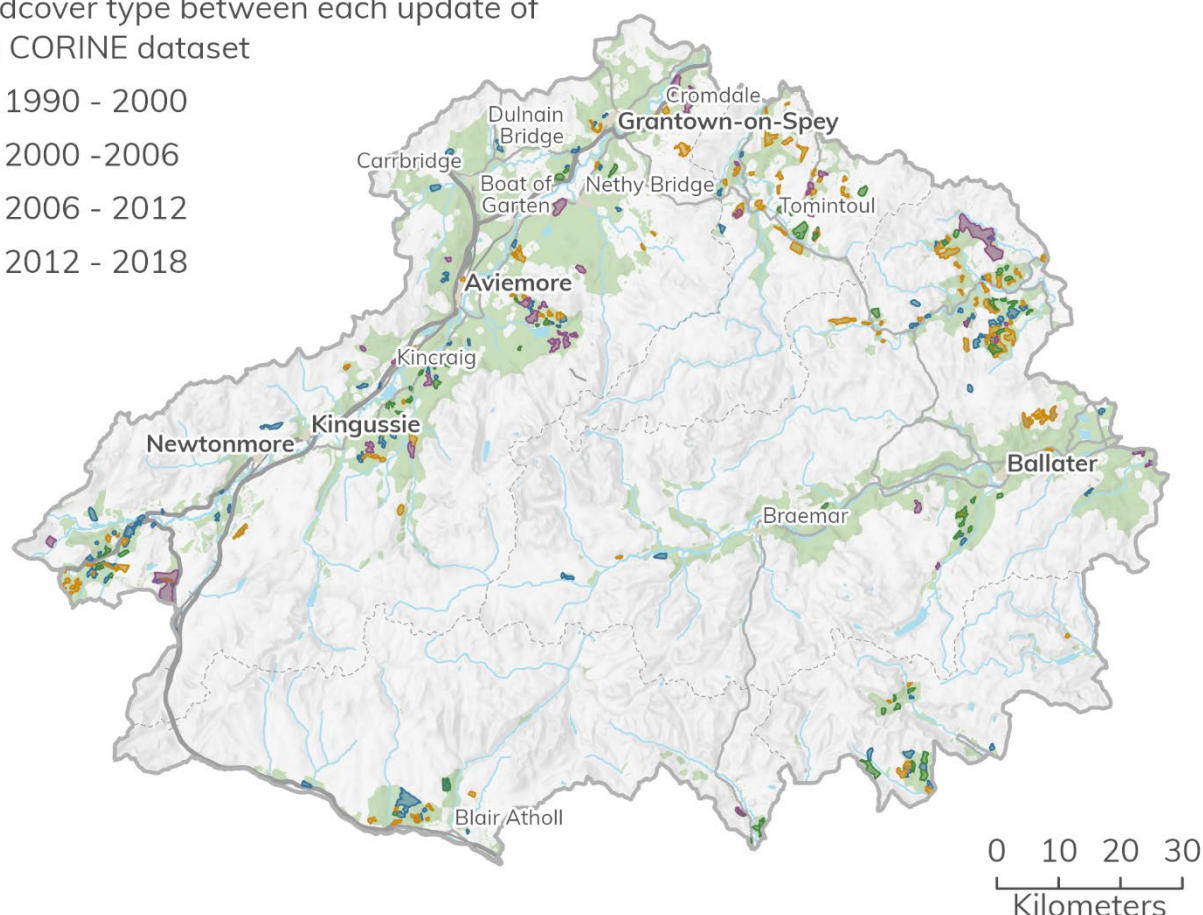 dcover type between each update of
CORINE dataset
1990 - 2000
2000 -2006
2006 - 2012
2012 - 2018
Cromdale
Grantown-on-Spey
Dulnain
Bridge
Carrbridge
Boat of
Garten
Nethy Bridge
Tomintoul
Aviemore
Kincraig
Kingussie
Newtonmore
Ballater
Braemar
Blair Atholl
0 10 20 30
Kilometers